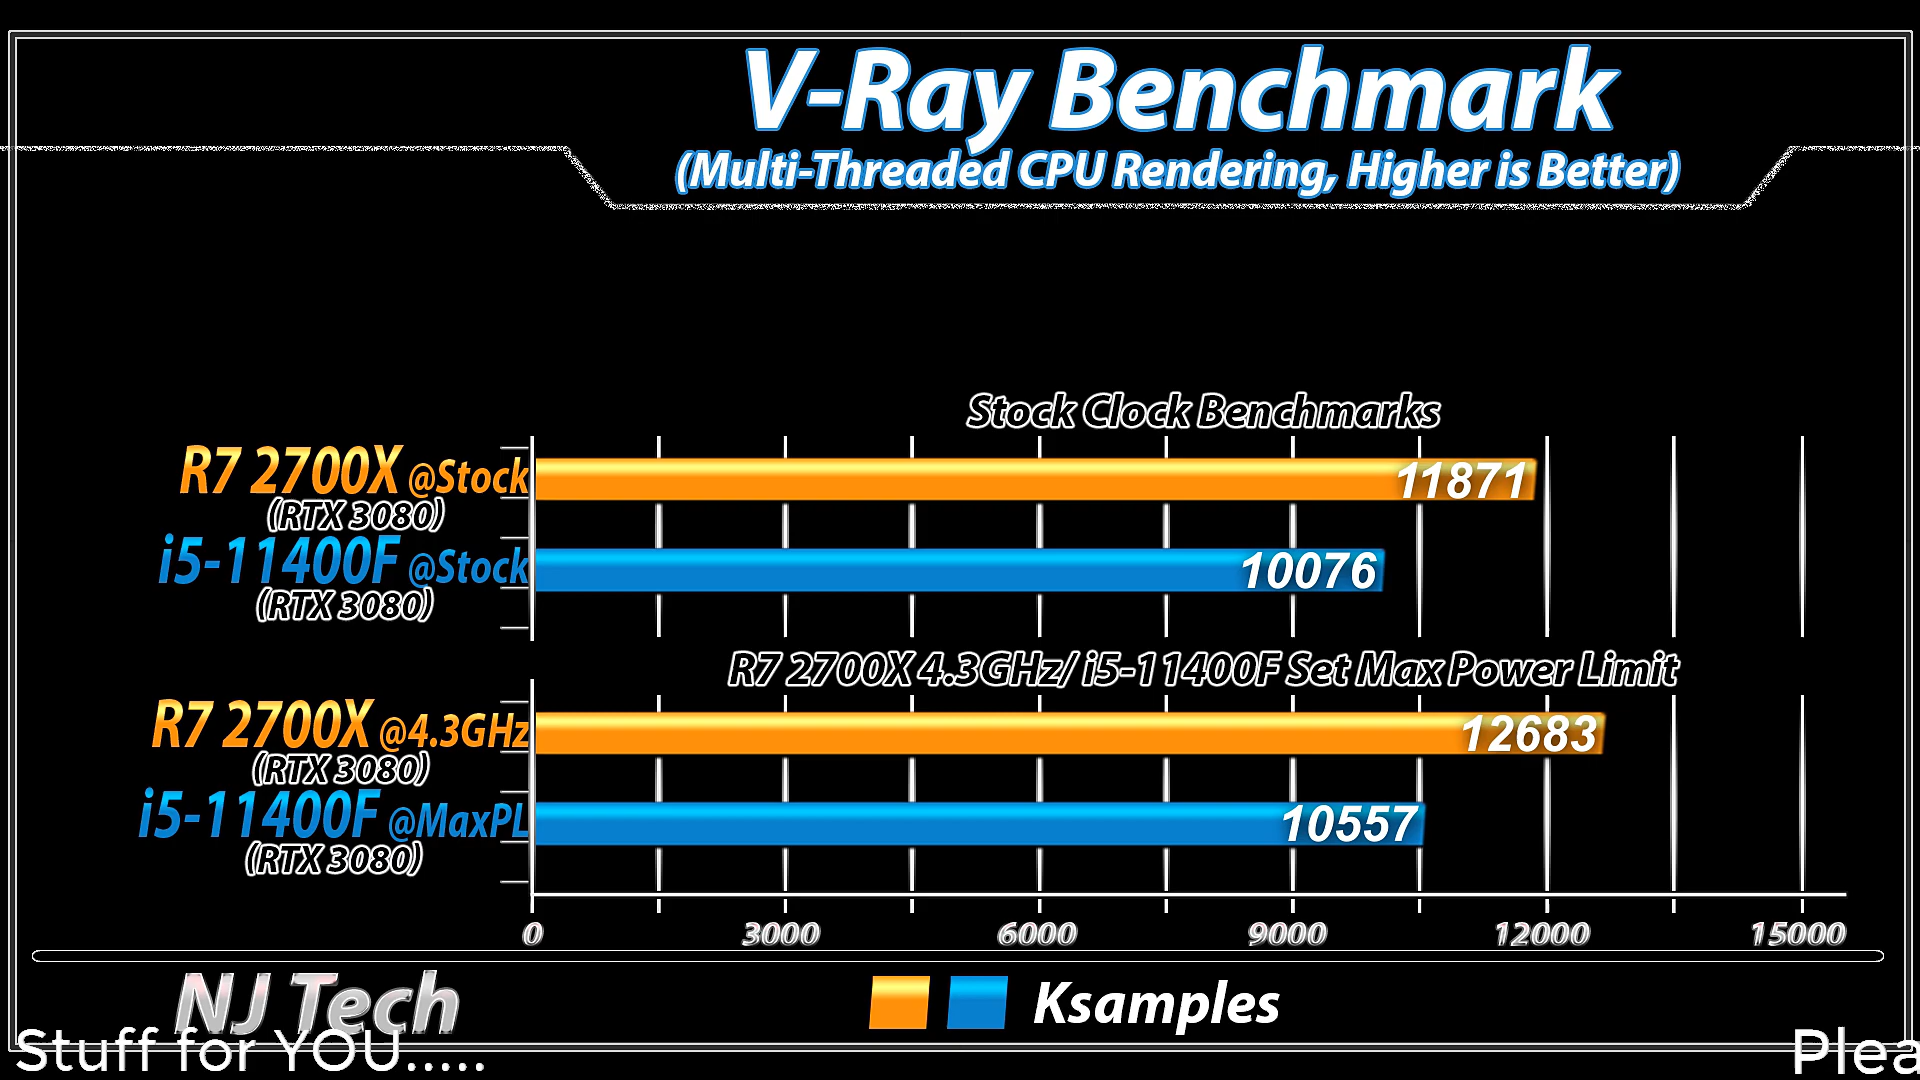 V-Ray Benchmark
(Multi-Threaded CPU Rendering, Higher is Better)
Stock Clock Benchmarks
R7 2700X @Stock
(RTX 3080)
11871
i5-11400F @Stock
(RTX 3080)
10076
R7 2700X 4.3GHz/ i5-11400F Set Max Power Limit
R7 2700X @4.3GHz
(RTX 3080)
12683
i5-11400F @MaxPL
(RTX 3080)
10557
0 3000 6000 9000 12000 15000
NJ Tech
Ksamples
Stuff for YOU..... Plea